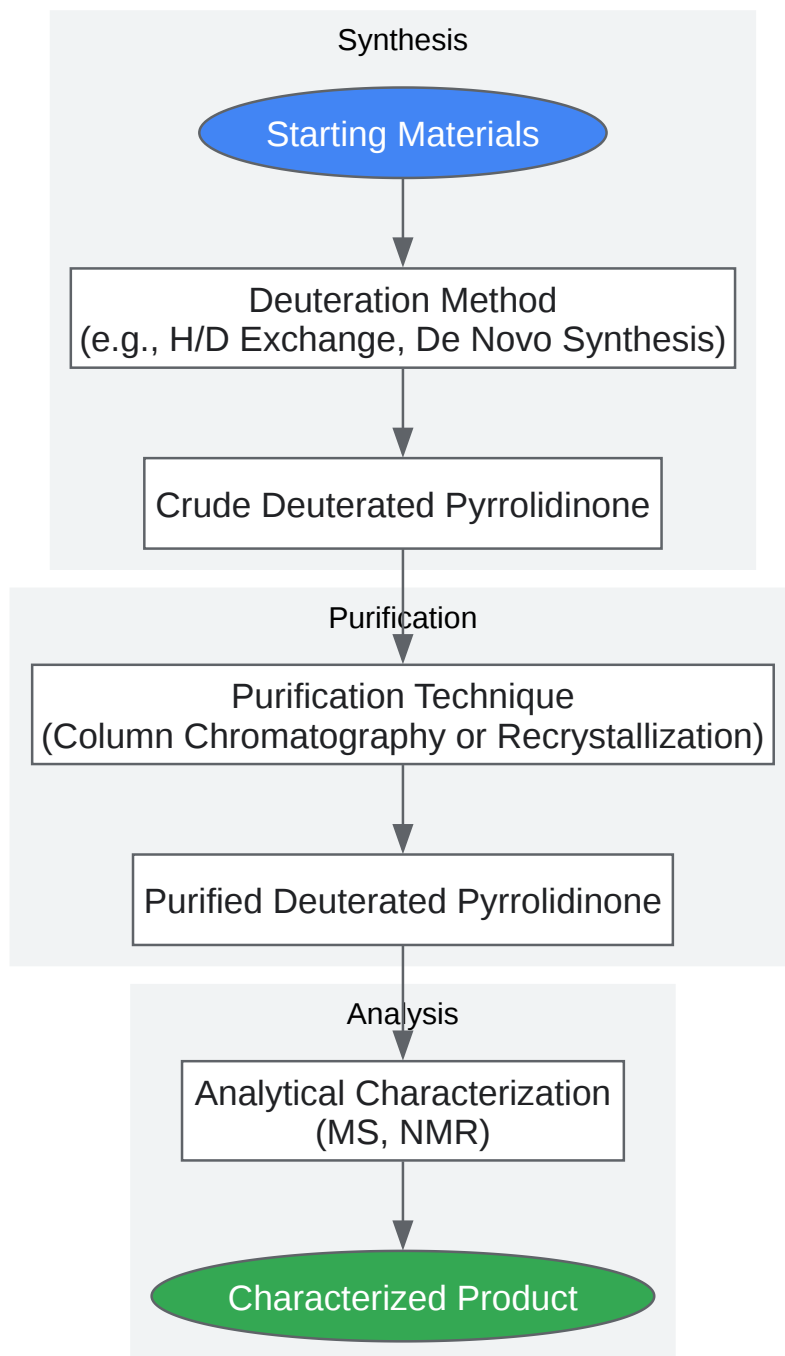 Synthesis
Starting Materials
Deuteration Method
(e.g., H/D Exchange, De Novo Synthesis)
Crude Deuterated Pyrrolidinone
Purification
Purification Technique
(Column Chromatography or Recrystallization)
Purified Deuterated Pyrrolidinone
Analysis
Analytical Characterization
(MS, NMR)
Characterized Product